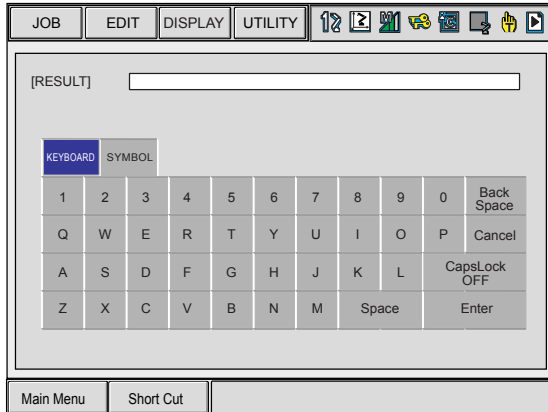 JOB EDIT DISPLAY UTILITY
[RESULT]
KEYBOARD SYMBOL
1 2 3 4 5 6 7 8 9 0 Back Space
Q W E R T Y U I O P Cancel
A S D F G H J K L CapsLock OFF
Z X C V B N M Space Enter
Main Menu Short Cut